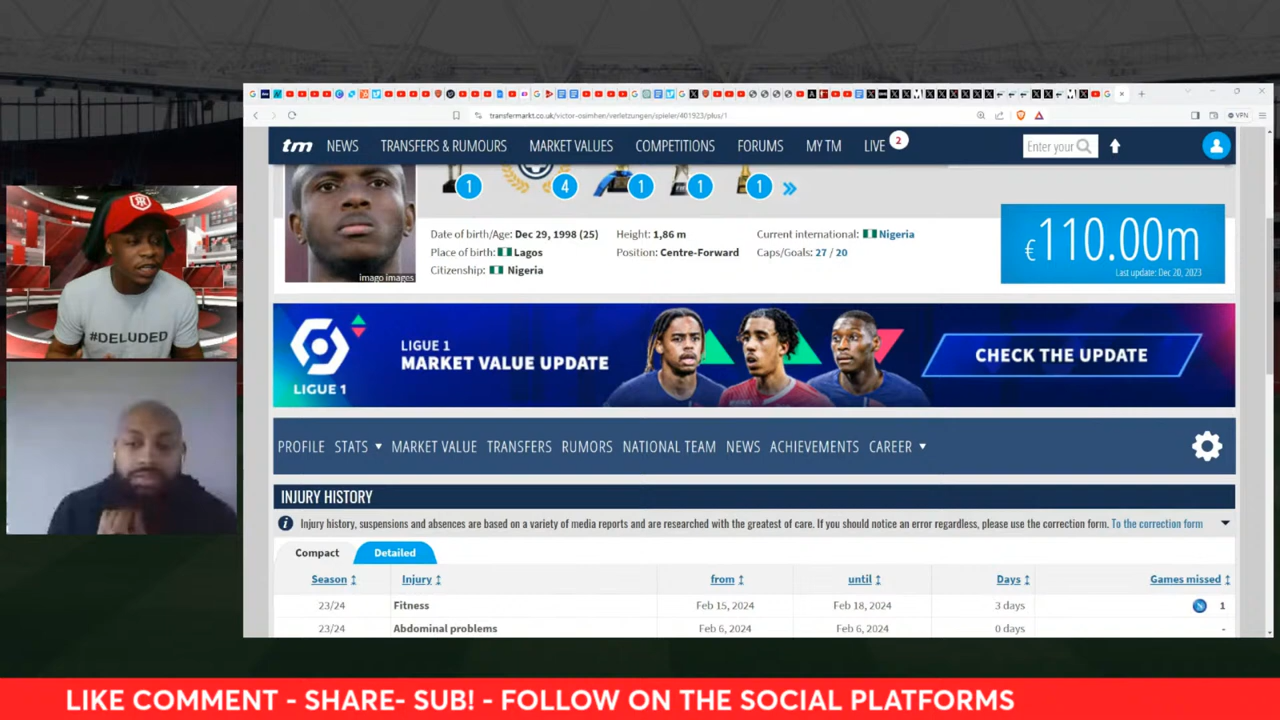 transfermarkt.co.uk/victor-osimhen/verletzungen/spieler/401923/plus/1
VPN
tm NEWS TRANSFERS & RUMOURS MARKET VALUES COMPETITIONS FORUMS MY TM LIVE 2 Enter your
1 4 1 1 1
Date of birth/Age: Dec 29, 1998 (25) Height: 1,86 m Current international: Nigeria
Place of birth: Lagos Position: Centre-Forward Caps/Goals: 27 / 20
Citizenship: Nigeria
imago images
€110.00m
Last update: Dec 20, 2023
LIGUE 1
LIGUE 1
MARKET VALUE UPDATE
CHECK THE UPDATE
PROFILE STATS MARKET VALUE TRANSFERS RUMORS NATIONAL TEAM NEWS ACHIEVEMENTS CAREER
INJURY HISTORY
Injury history, suspensions and absences are based on a variety of media reports and are researched with the greatest of care. If you should notice an error regardless, please use the correction form. To the correction form
Compact Detailed
Season Injury from until Days Games missed
23/24 Fitness Feb 15, 2024 Feb 18, 2024 3 days 1
23/24 Abdominal problems Feb 6, 2024 Feb 6, 2024 0 days -
#DELUDED
LIKE COMMENT - SHARE- SUB! - FOLLOW ON THE SOCIAL PLATFORMS